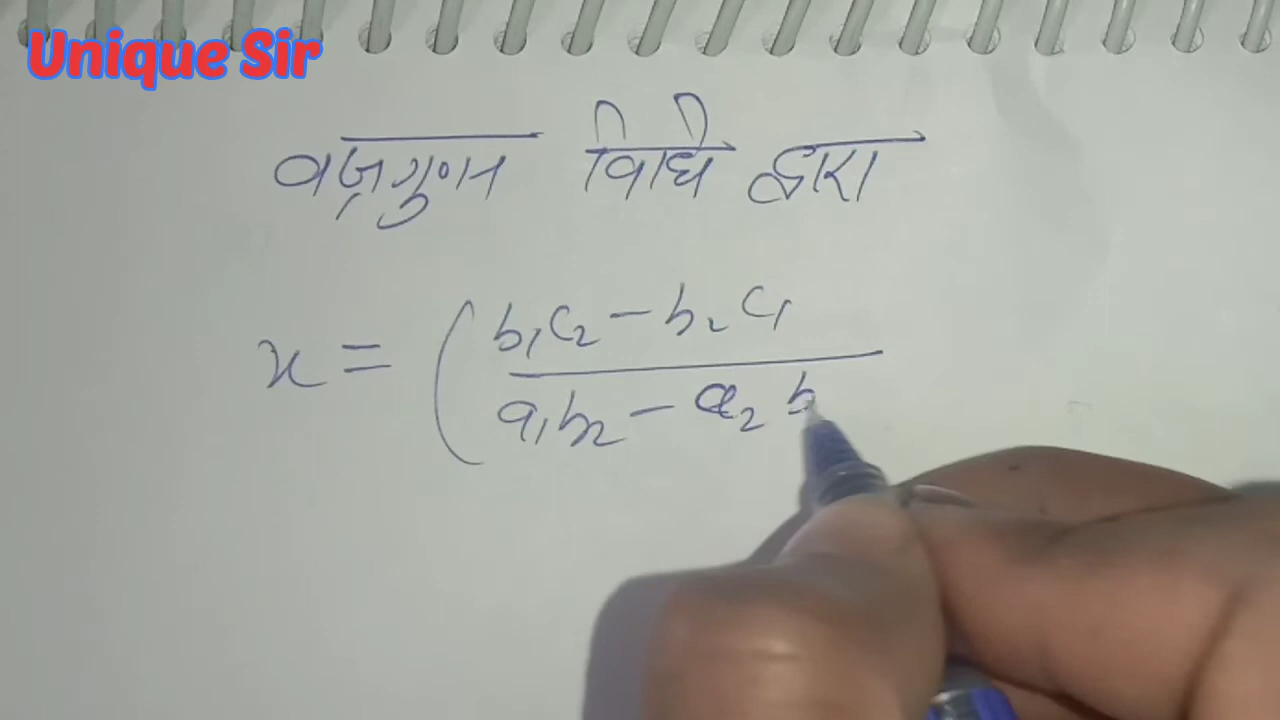 Unique Sir
वज्रगुणन विधि द्वारा
x = ( b₁c₂ - b₂c₁
a₁b₂ - a₂b